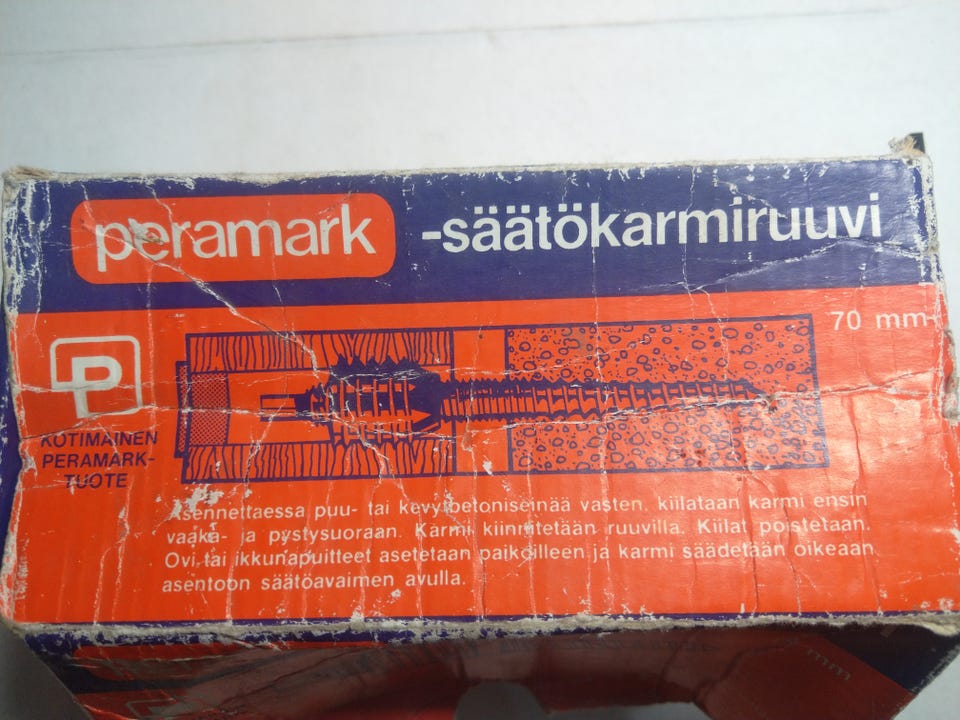 peramark -säätökarmiruuvi
70 mm
P
KOTIMAINEN
PERAMARK-
TUOTE
Asennettaessa puu- tai kevytbetoniseinää vasten, kiilataan karmi ensin
vaaka- ja pystysuoraan. Karmi kiinnitetään ruuvilla. Kiilat poistetaan.
Ovi tai ikkunapuitteet asetetaan paikoilleen ja karmi säädetään oikeaan
asentoon säätöavaimen avulla.
mm